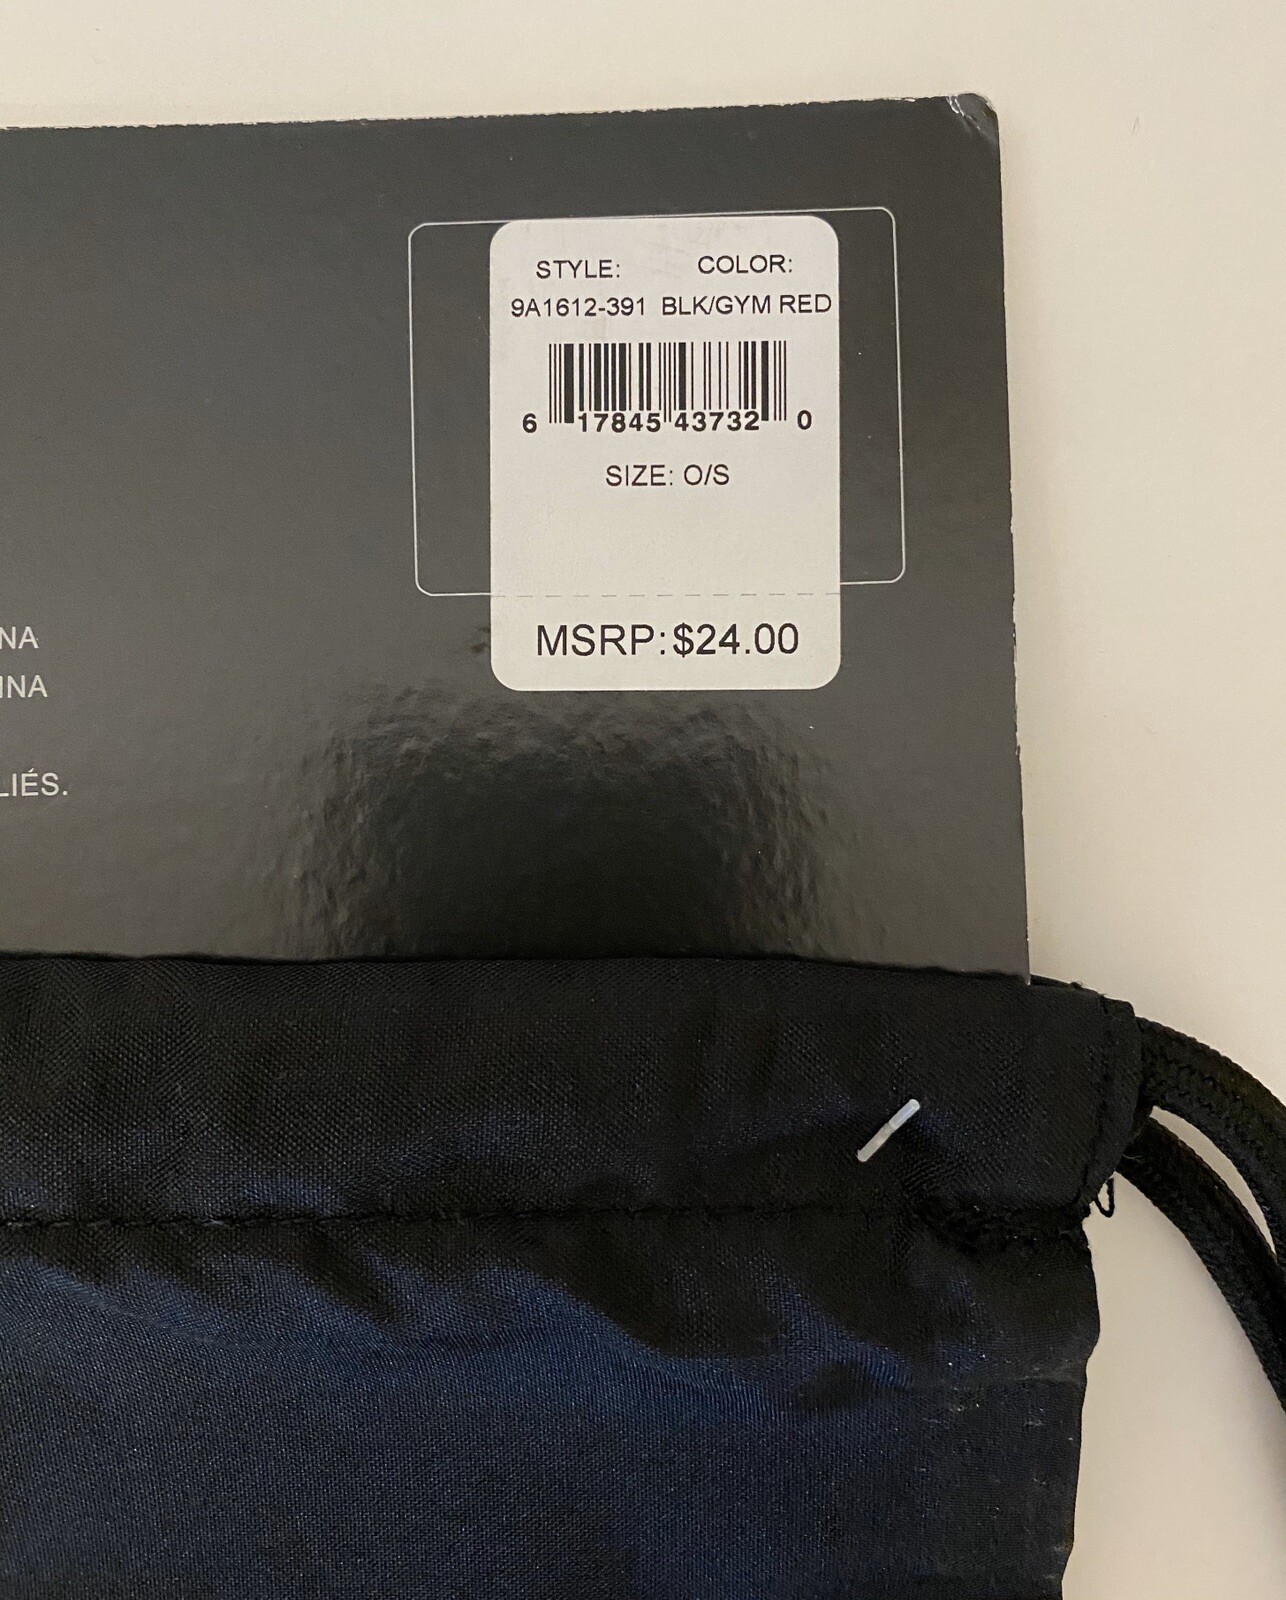 STYLE: COLOR:
9A1612-391 BLK/GYM RED
6 17845 43732 0
SIZE: O/S
MSRP:$24.00
NA
INA
LIÉS.